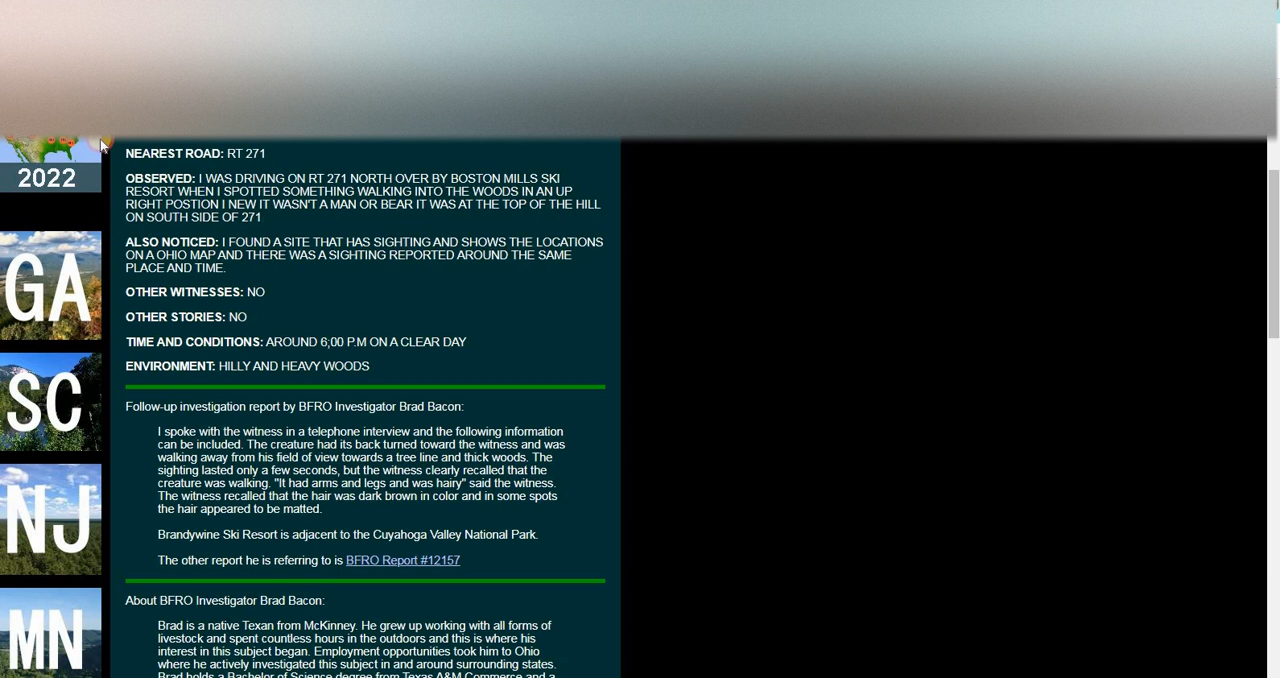 2022
GA
SC
NJ
MN
NEAREST ROAD: RT 271
OBSERVED: I WAS DRIVING ON RT 271 NORTH OVER BY BOSTON MILLS SKI
RESORT WHEN I SPOTTED SOMETHING WALKING INTO THE WOODS IN AN UP
RIGHT POSTION I NEW IT WASN'T A MAN OR BEAR IT WAS AT THE TOP OF THE HILL
ON SOUTH SIDE OF 271
ALSO NOTICED: I FOUND A SITE THAT HAS SIGHTING AND SHOWS THE LOCATIONS
ON A OHIO MAP AND THERE WAS A SIGHTING REPORTED AROUND THE SAME
PLACE AND TIME.
OTHER WITNESSES: NO
OTHER STORIES: NO
TIME AND CONDITIONS: AROUND 6;00 P.M ON A CLEAR DAY
ENVIRONMENT: HILLY AND HEAVY WOODS
Follow-up investigation report by BFRO Investigator Brad Bacon:
I spoke with the witness in a telephone interview and the following information
can be included. The creature had its back turned toward the witness and was
walking away from his field of view towards a tree line and thick woods. The
sighting lasted only a few seconds, but the witness clearly recalled that the
creature was walking. "It had arms and legs and was hairy" said the witness.
The witness recalled that the hair was dark brown in color and in some spots
the hair appeared to be matted.
Brandywine Ski Resort is adjacent to the Cuyahoga Valley National Park.
The other report he is referring to is BFRO Report #12157
About BFRO Investigator Brad Bacon:
Brad is a native Texan from McKinney. He grew up working with all forms of
livestock and spent countless hours in the outdoors and this is where his
interest in this subject began. Employment opportunities took him to Ohio
where he actively investigated this subject in and around surrounding states.
Brad holds a Bachelor of Science degree from Texas A&M Commerce and a